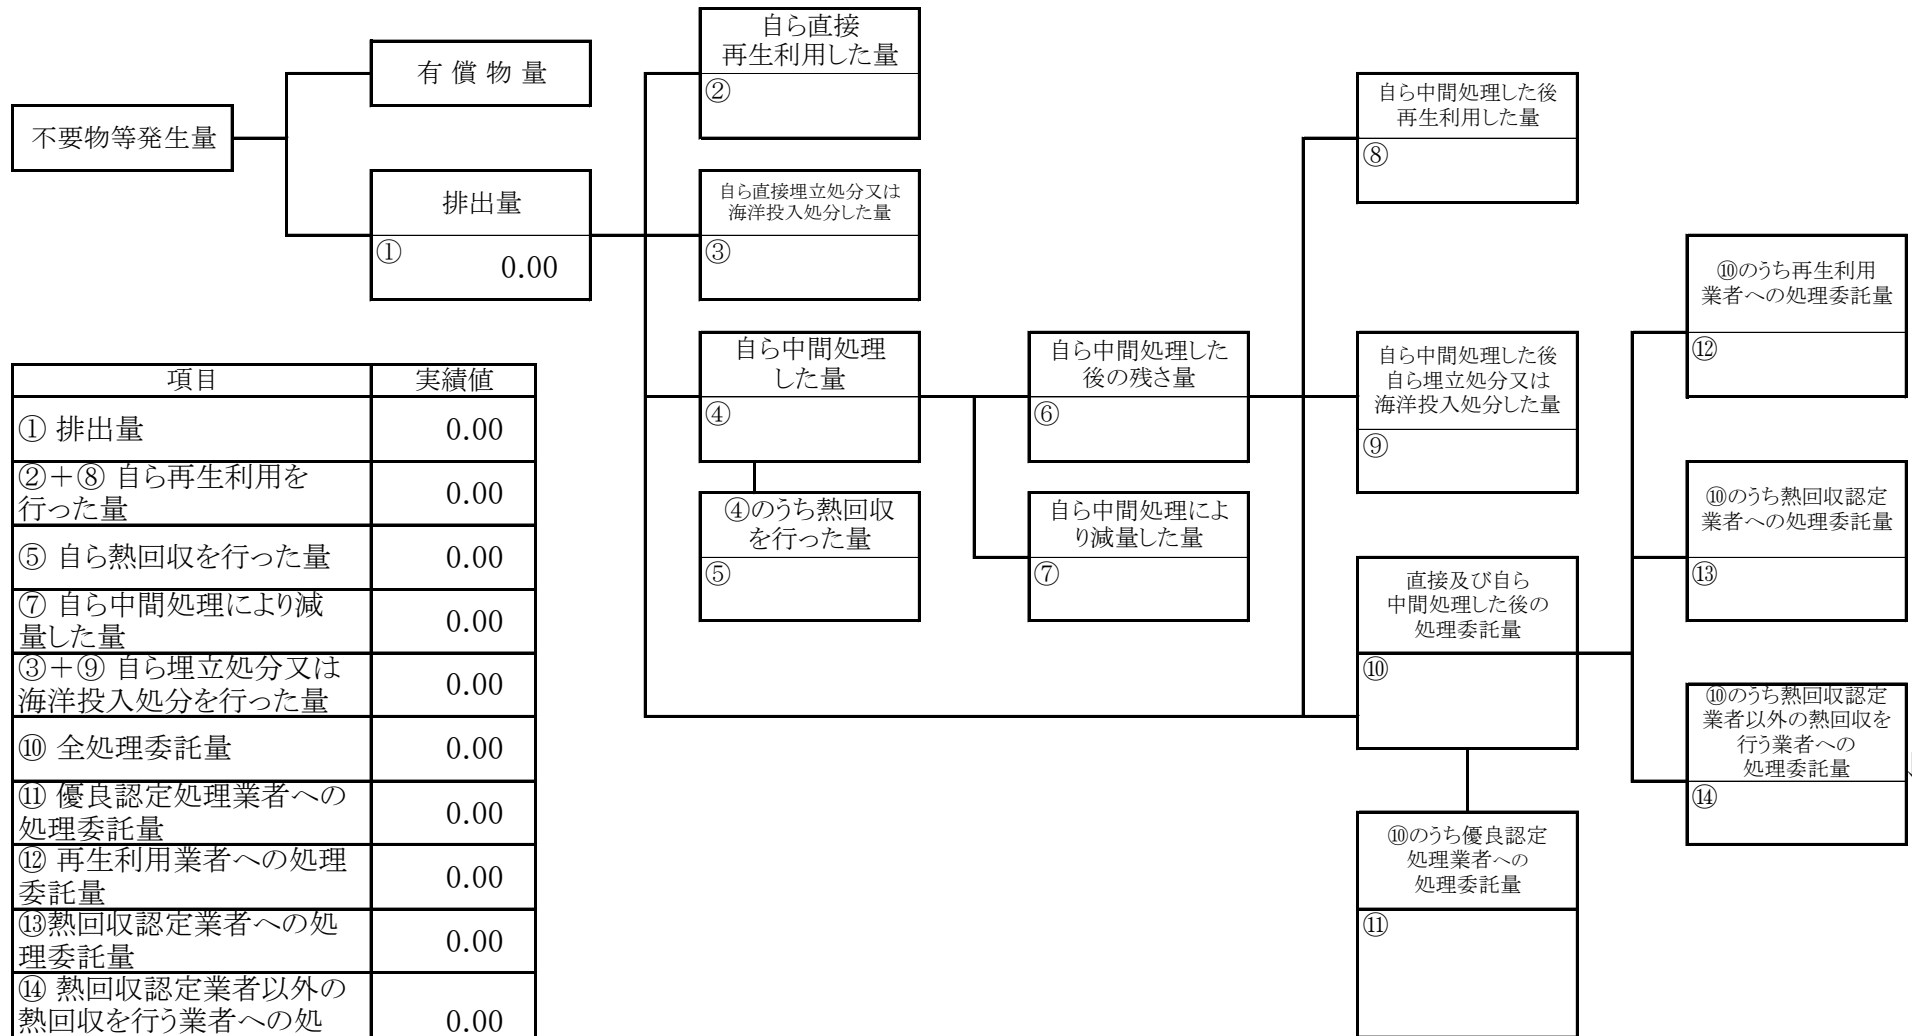 不要物等発生量
有 償 物 量
排出量
①
0.00
自ら直接
再生利用した量
②
自ら直接埋立処分又は
海洋投入処分した量
③
自ら中間処理
した量
④
④のうち熱回収
を行った量
⑤
自ら中間処理した
後の残さ量
⑥
自ら中間処理によ
り減量した量
⑦
自ら中間処理した後
再生利用した量
⑧
自ら中間処理した後
自ら埋立処分又は
海洋投入処分した量
⑨
直接及び自ら
中間処理した後の
処理委託量
⑩
⑩のうち優良認定
処理業者への
処理委託量
⑪
⑩のうち再生利用
業者への処理委託量
⑫
⑩のうち熱回収認定
業者への処理委託量
⑬
⑩のうち熱回収認定
業者以外の熱回収を
行う業者への
処理委託量
⑭
項目 実績値
① 排出量 0.00
②+⑧ 自ら再生利用を
行った量 0.00
⑤ 自ら熱回収を行った量 0.00
⑦ 自ら中間処理により減
量した量 0.00
③+⑨ 自ら埋立処分又は
海洋投入処分を行った量 0.00
⑩ 全処理委託量 0.00
⑪ 優良認定処理業者への
処理委託量 0.00
⑫ 再生利用業者への処理
委託量 0.00
⑬熱回収認定業者への処
理委託量 0.00
⑭ 熱回収認定業者以外の
熱回収を行う業者への処 0.00